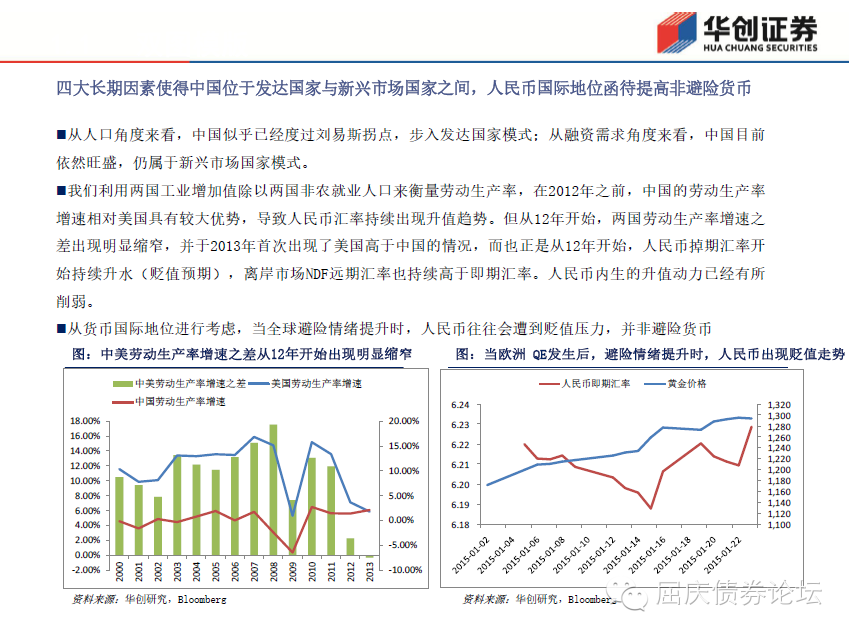 华创证券
HUA CHUANG SECURITIES
四大长期因素使得中国位于发达国家与新兴市场国家之间，人民币国际地位函待提高非避险货币
■从人口角度来看，中国似乎已经度过刘易斯拐点，步入发达国家模式；从融资需求角度来看，中国目前
依然旺盛，仍属于新兴市场国家模式。
■我们利用两国工业增加值除以两国非农就业人口来衡量劳动生产率，在2012年之前，中国的劳动生产率
增速相对美国具有较大优势，导致人民币汇率持续出现升值趋势。但从12年开始，两国劳动生产率增速之
差出现明显缩窄，并于2013年首次出现了美国高于中国的情况，而也正是从12年开始，人民币掉期汇率开
始持续升水（贬值预期），离岸市场NDF远期汇率也持续高于即期汇率。人民币内生的升值动力已经有所
削弱。
■从货币国际地位进行考虑，当全球避险情绪提升时，人民币往往会遭到贬值压力，并非避险货币
图：中美劳动生产率增速之差从12年开始出现明显缩窄
中美劳动生产率增速之差 美国劳动生产率增速
中国劳动生产率增速
18.00% 20.00%
16.00%
14.00% 15.00%
12.00%
10.00% 10.00%
8.00% 5.00%
6.00%
4.00% 0.00%
2.00%
0.00% -5.00%
-2.00% -10.00%
2000 2001 2002 2003 2004 2005 2006 2007 2008 2009 2010 2011 2012 2013
资料来源：华创研究，Bloomberg
图：当欧洲 QE发生后，避险情绪提升时，人民币出现贬值走势
人民币即期汇率 黄金价格
6.24 1,320
1,300
6.23 1,280
1,260
6.22 1,240
1,220
6.21 1,200
1,180
6.20 1,160
6.19 1,140
1,120
6.18 1,100
2015-01-02 2015-01-04 2015-01-06 2015-01-08 2015-01-10 2015-01-12 2015-01-14 2015-01-16 2015-01-18 2015-01-20 2015-01-22
资料来源：华创研究，Bloomberg
屈庆债券论坛